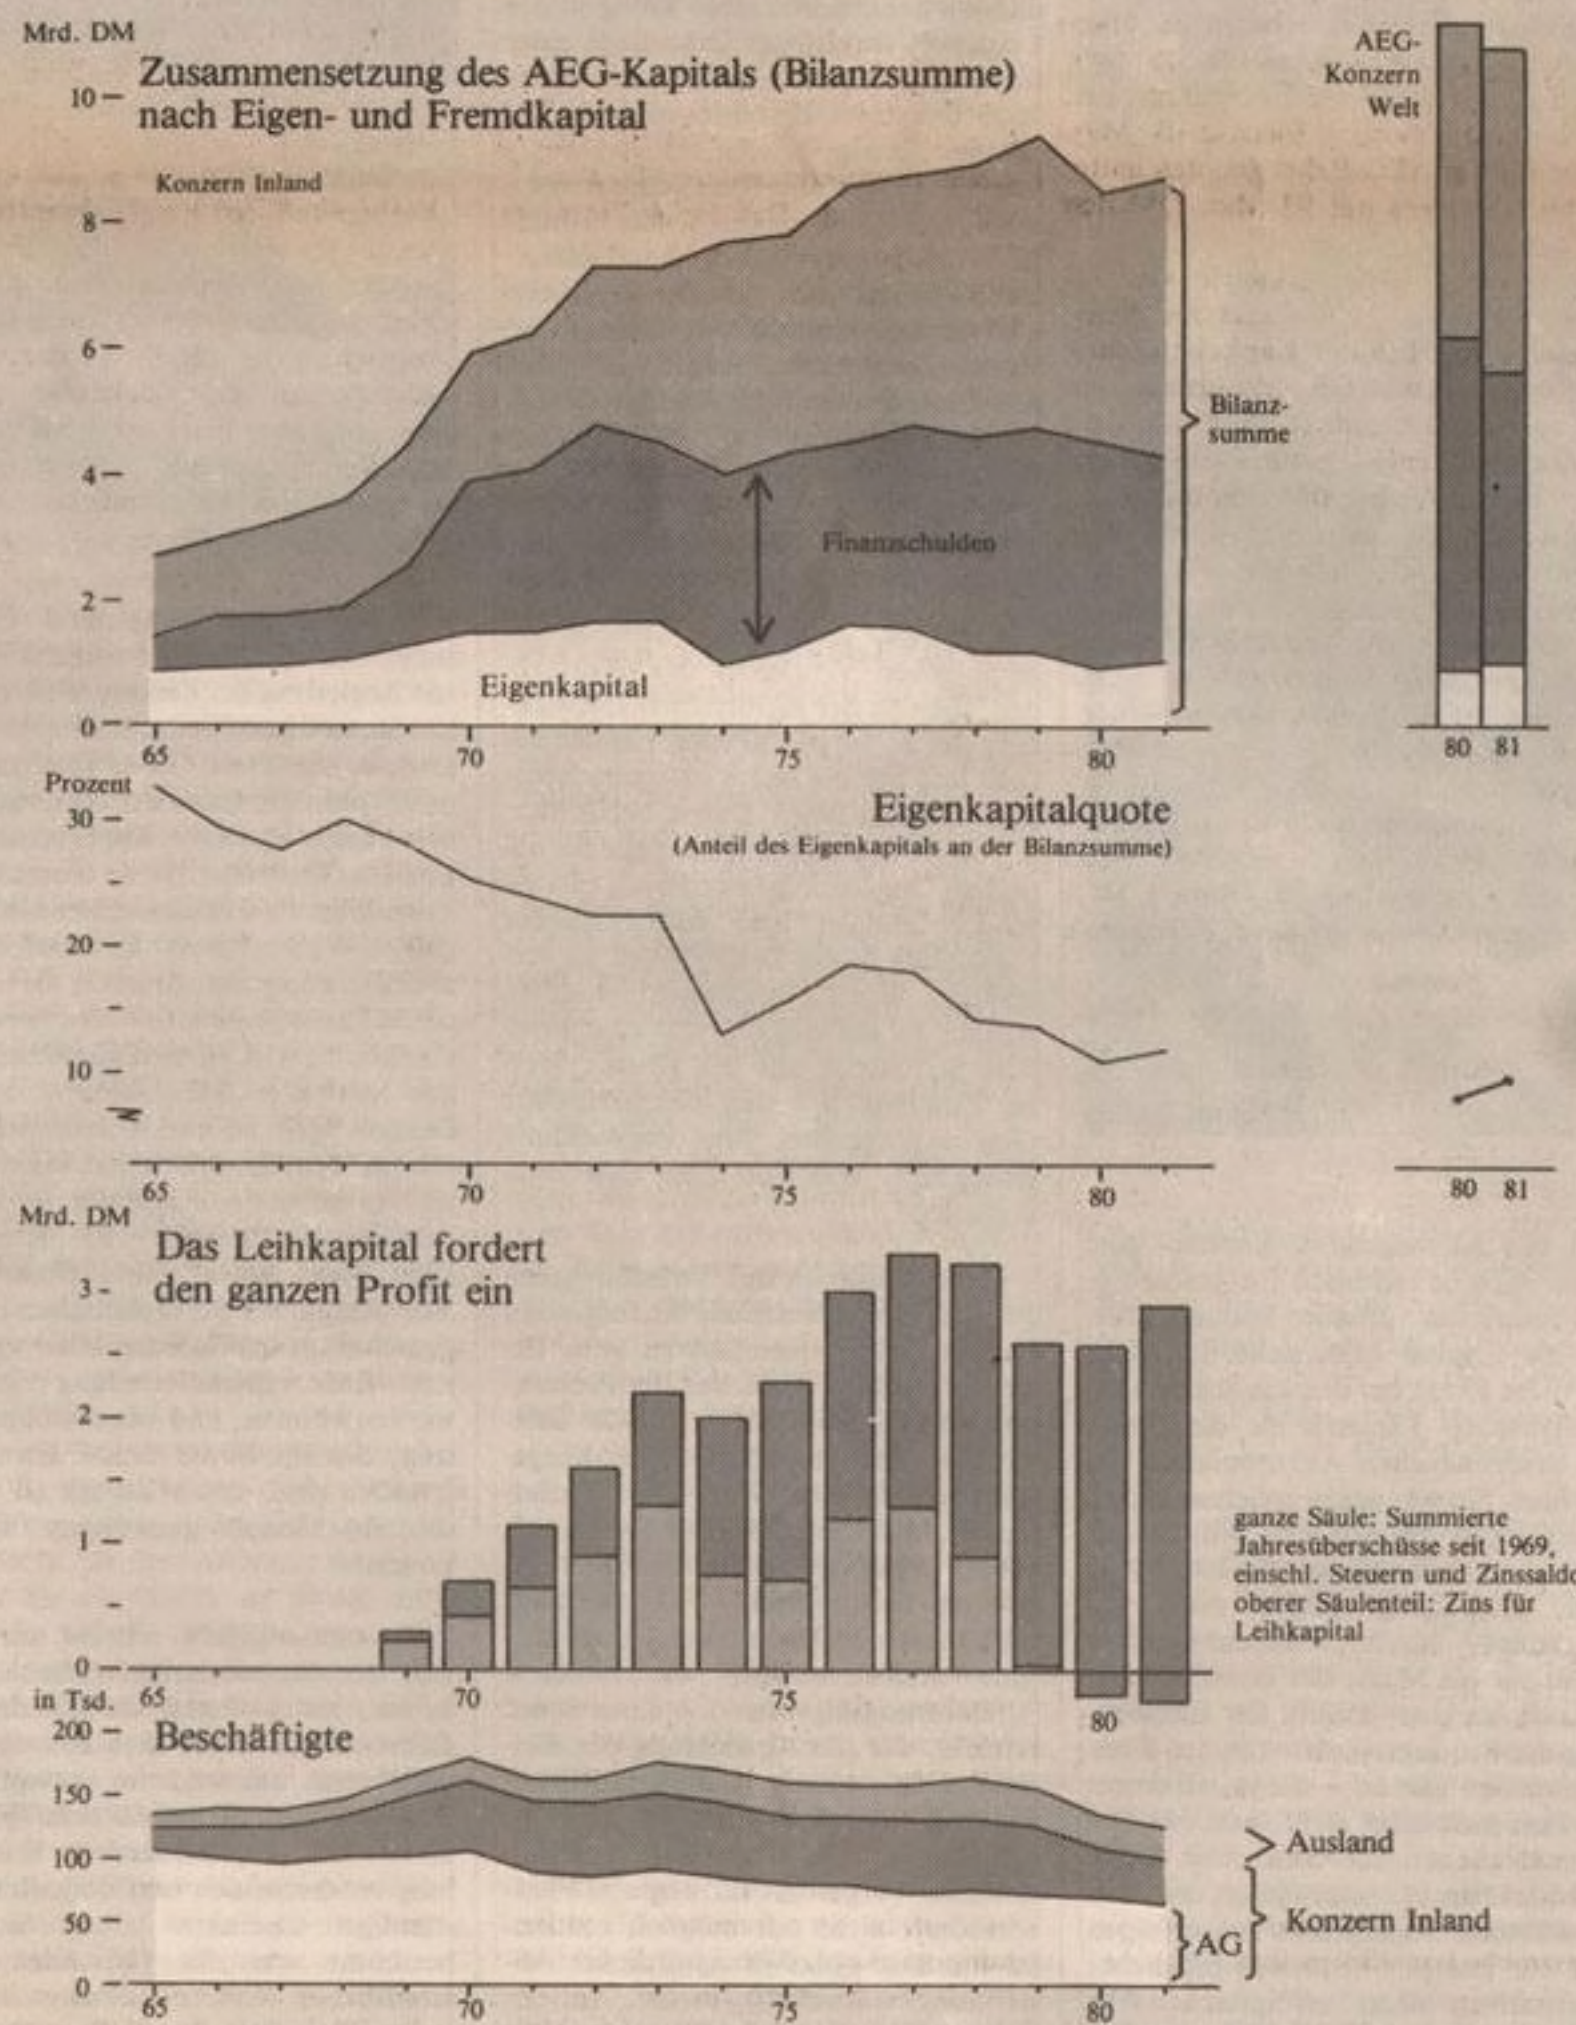 Mrd. DM
Zusammensetzung des AEG-Kapitals (Bilanzsumme)
nach Eigen- und Fremdkapital
Konzern Inland
10
8
6
4
2
0
Finanzschulden
Eigenkapital
Bilanz-
summe
65 70 75 80
AEG-
Konzern
Welt
80 81
Prozent
Eigenkapitalquote
(Anteil des Eigenkapitals an der Bilanzsumme)
30
20
10
65 70 75 80
80 81
Mrd. DM
Das Leihkapital fordert
den ganzen Profit ein
3
2
1
0
65 70 75 80
ganze Säule: Summierte
Jahresüberschüsse seit 1969,
einschl. Steuern und Zinssaldo
oberer Säulenteil: Zins für
Leihkapital
in Tsd.
Beschäftigte
200
150
100
50
0
65 70 75 80
Ausland
AG
Konzern Inland